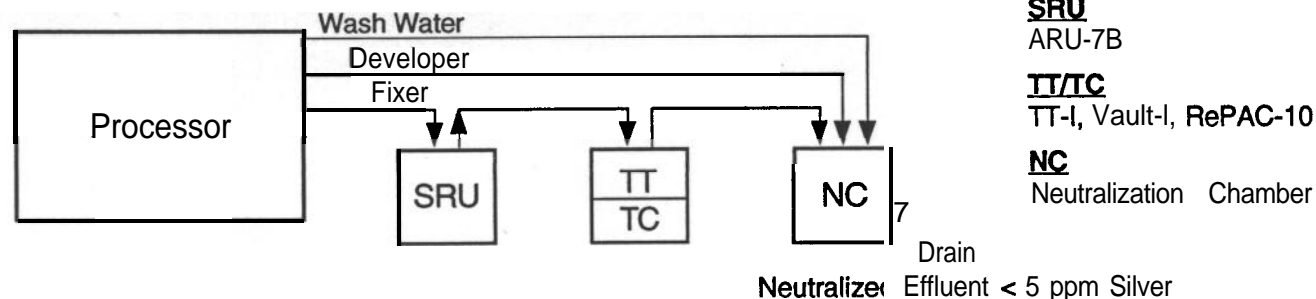 Wash Water
Developer
Fixer
Processor
SRU
TT
TC
NC
7
Drain
Neutralize Effluent < 5 ppm Silver
SRU
ARU-7B
TT/TC
TT-I, Vault-I, RePAC-10
NC
Neutralization Chamber